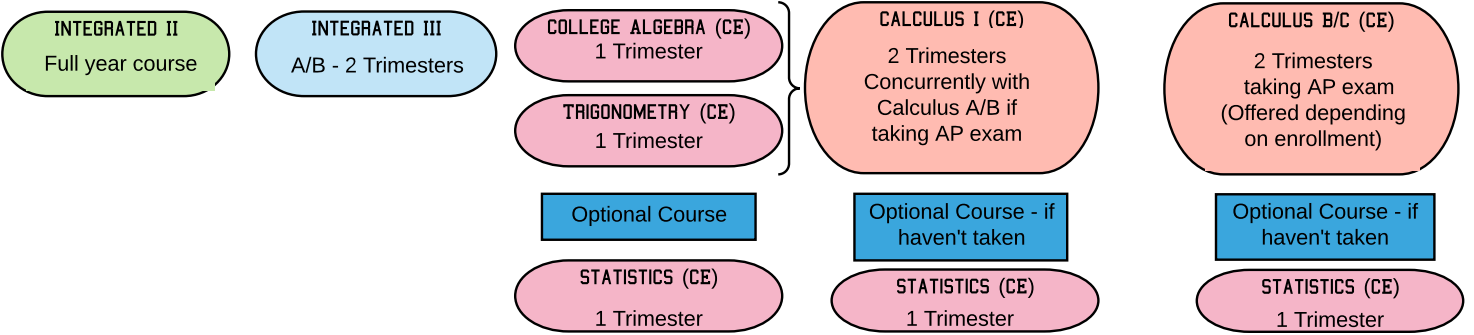 INTEGRATED II
Full year course
INTEGRATED III
A/B - 2 Trimesters
COLLEGE ALGEBRA (CE)
1 Trimester
TRIGONOMETRY (CE)
1 Trimester
Optional Course
STATISTICS (CE)
1 Trimester
CALCULUS I (CE)
2 Trimesters
Concurrently with
Calculus A/B if
taking AP exam
Optional Course - if
haven't taken
STATISTICS (CE)
1 Trimester
CALCULUS B/C (CE)
2 Trimesters
taking AP exam
(Offered depending
on enrollment)
Optional Course - if
haven't taken
STATISTICS (CE)
1 Trimester